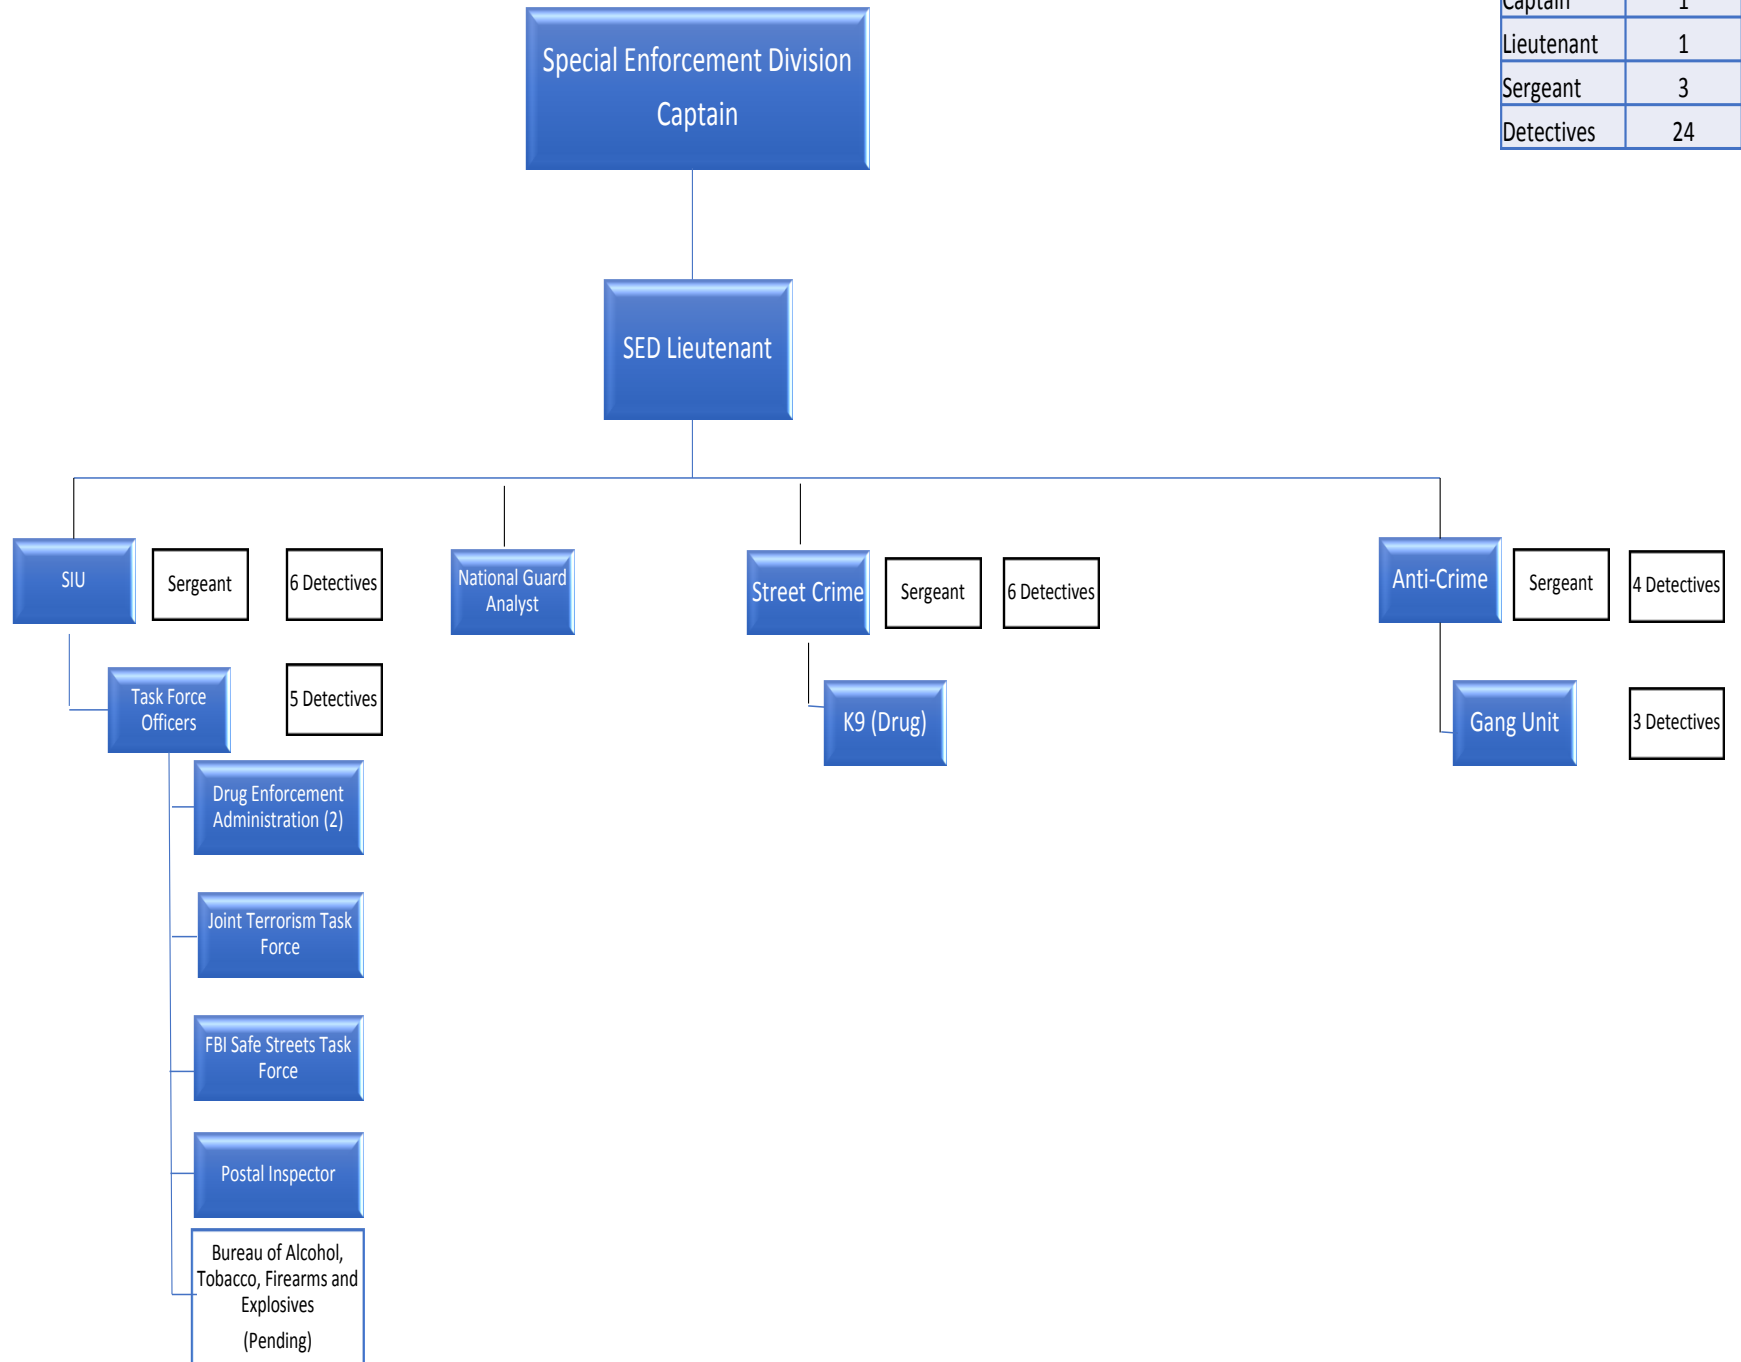 Captain 1
Lieutenant 1
Sergeant 3
Detectives 24
Special Enforcement Division
Captain
SED Lieutenant
SIU
Sergeant
6 Detectives
National Guard
Analyst
Street Crime
Sergeant
6 Detectives
Anti-Crime
Sergeant
4 Detectives
Task Force
Officers
5 Detectives
K9 (Drug)
Gang Unit
3 Detectives
Drug Enforcement
Administration (2)
Joint Terrorism Task
Force
FBI Safe Streets Task
Force
Postal Inspector
Bureau of Alcohol,
Tobacco, Firearms and
Explosives
(Pending)